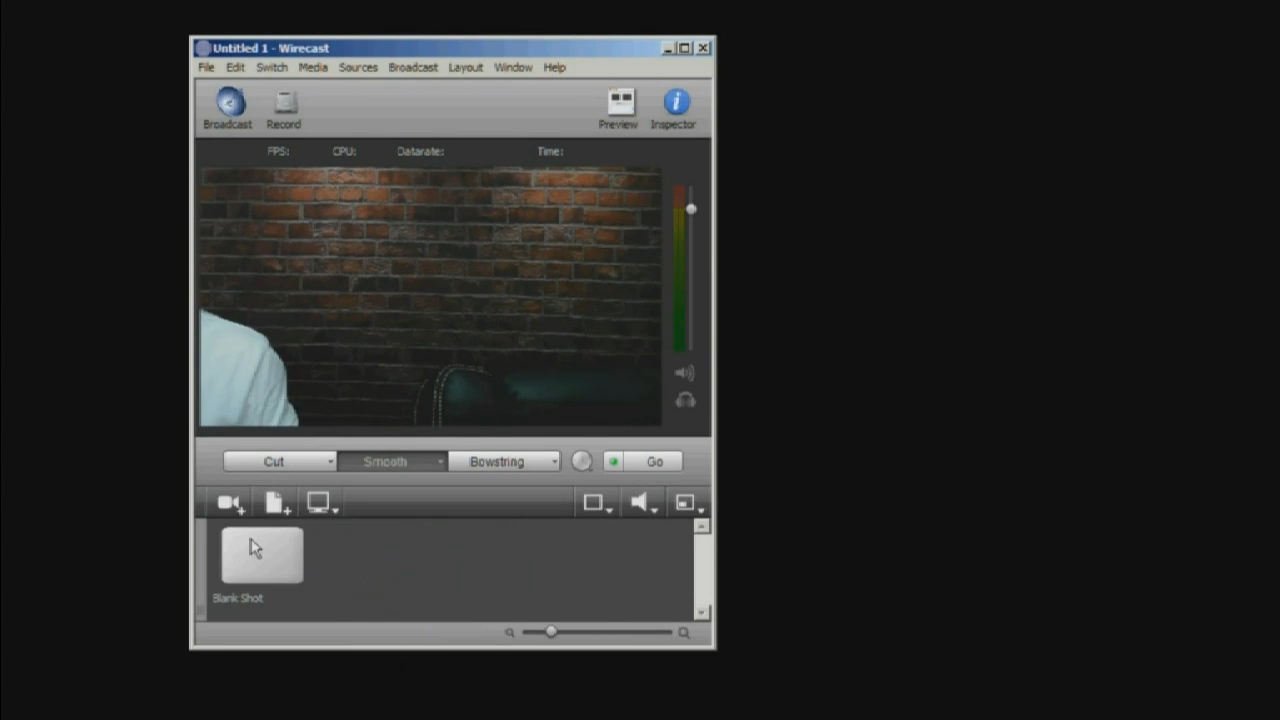 Untitled 1 - Wirecast
File Edit Switch Media Sources Broadcast Layout Window Help
Broadcast Record Preview Inspector
FPS: CPU: Datarate: Time:
Cut Smooth Bowstring Go
Blank Shot